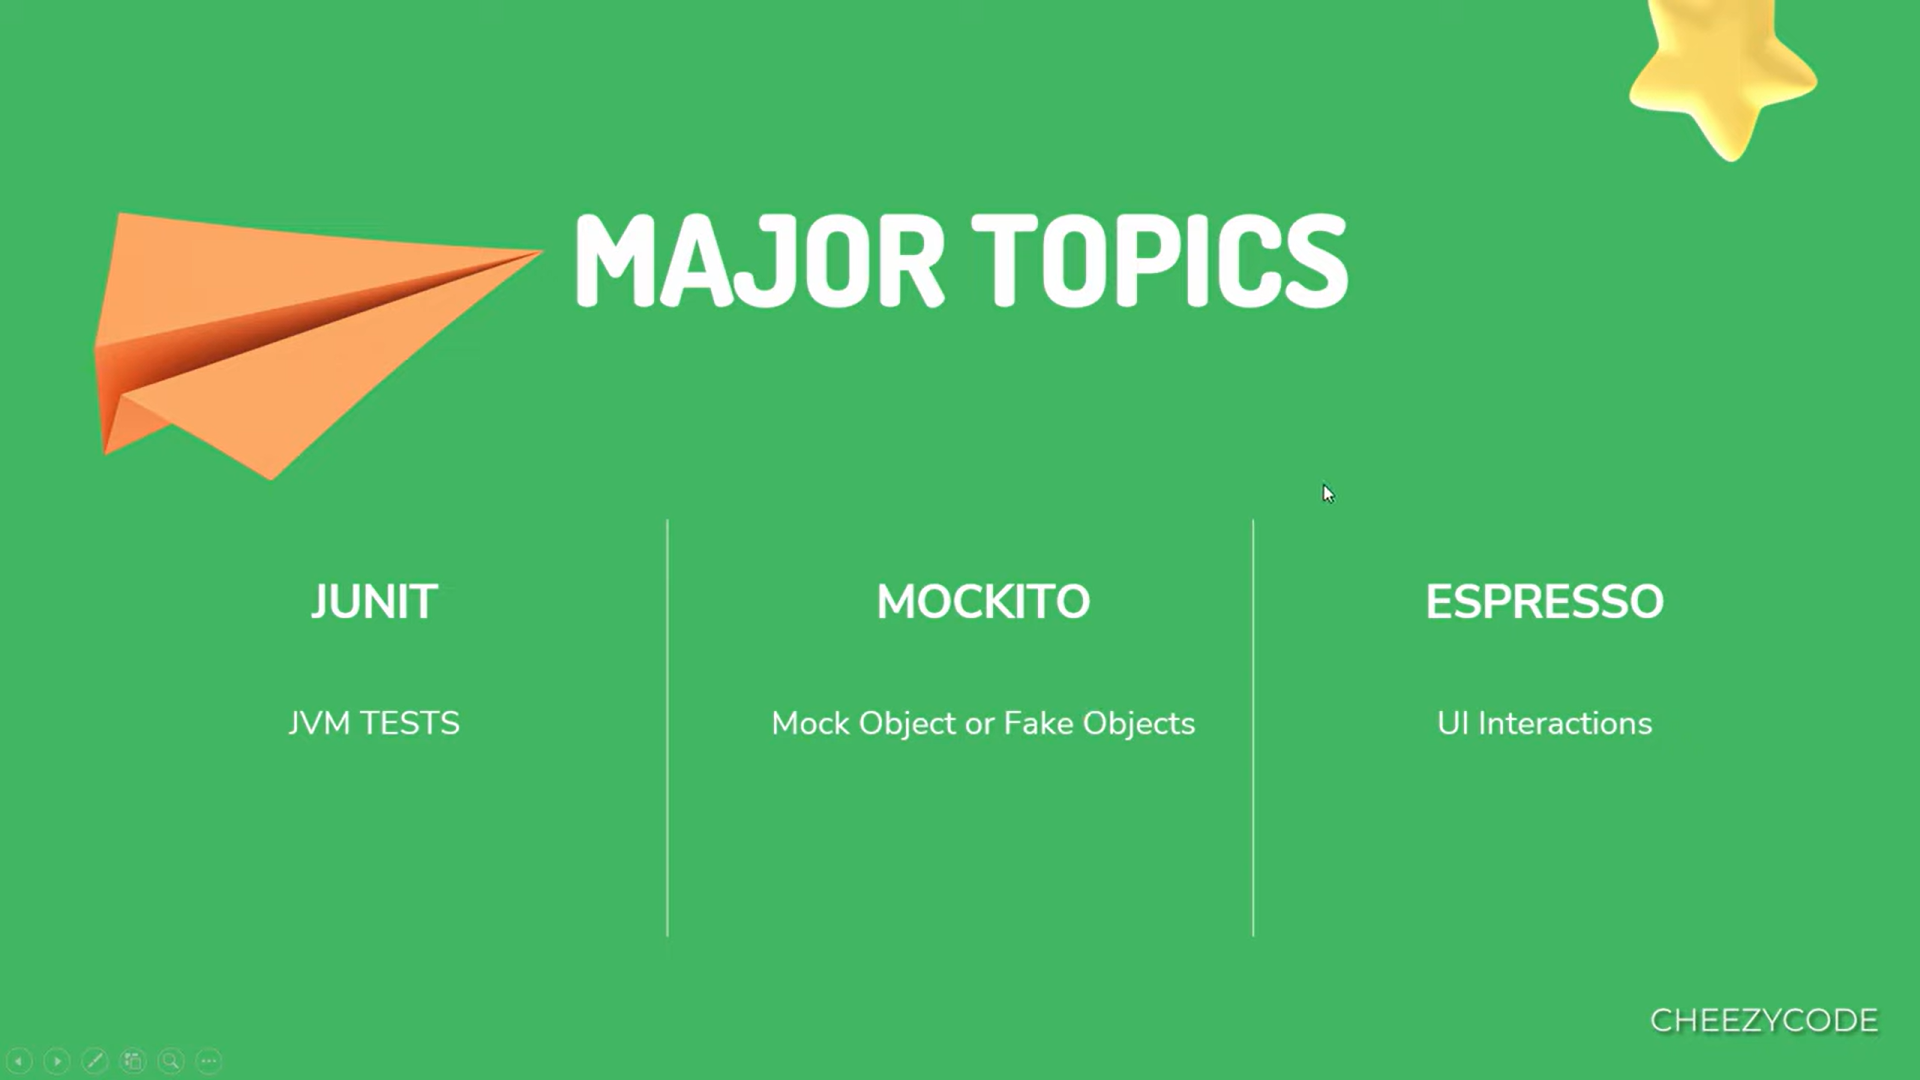 MAJOR TOPICS
JUNIT
JVM TESTS
MOCKITO
Mock Object or Fake Objects
ESPRESSO
UI Interactions
CHEEZYCODE